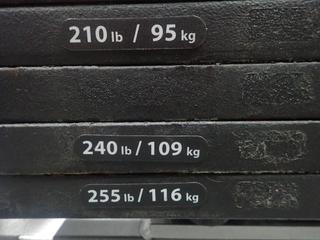 210 lb / 95 kg
240 lb / 109 kg
255 lb / 116 kg